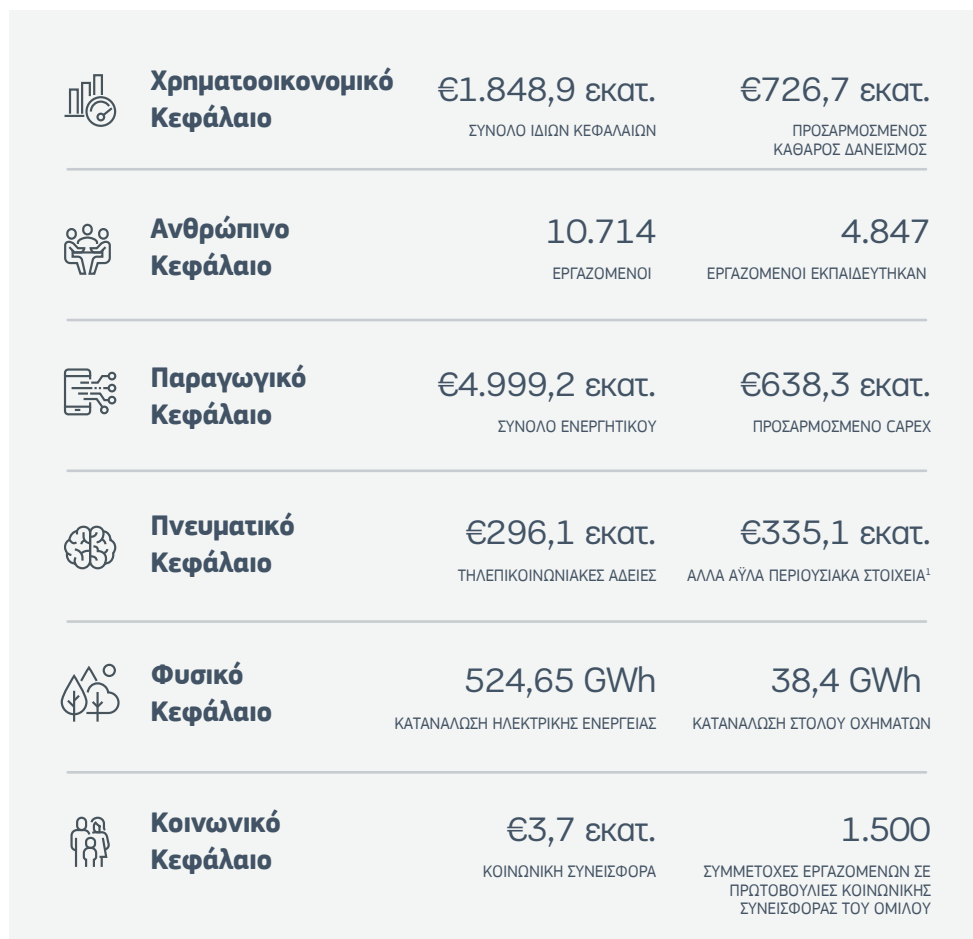 Χρηματοοικονομικό
Κεφάλαιο
€1.848,9 εκατ.
ΣΥΝΟΛΟ ΙΔΙΩΝ ΚΕΦΑΛΑΙΩΝ
€726,7 εκατ.
ΠΡΟΣΑΡΜΟΣΜΕΝΟΣ
ΚΑΘΑΡΟΣ ΔΑΝΕΙΣΜΟΣ
Ανθρώπινο
Κεφάλαιο
10.714
ΕΡΓΑΖΟΜΕΝΟΙ
4.847
ΕΡΓΑΖΟΜΕΝΟΙ ΕΚΠΑΙΔΕΥΤΗΚΑΝ
Παραγωγικό
Κεφάλαιο
€4.999,2 εκατ.
ΣΥΝΟΛΟ ΕΝΕΡΓΗΤΙΚΟΥ
€638,3 εκατ.
ΠΡΟΣΑΡΜΟΣΜΕΝΟ CAPEX
Πνευματικό
Κεφάλαιο
€296,1 εκατ.
ΤΗΛΕΠΙΚΟΙΝΩΝΙΑΚΕΣ ΑΔΕΙΕΣ
€335,1 εκατ.
ΑΛΛΑ ΑΫΛΑ ΠΕΡΙΟΥΣΙΑΚΑ ΣΤΟΙΧΕΙΑ¹
Φυσικό
Κεφάλαιο
524,65 GWh
ΚΑΤΑΝΑΛΩΣΗ ΗΛΕΚΤΡΙΚΗΣ ΕΝΕΡΓΕΙΑΣ
38,4 GWh
ΚΑΤΑΝΑΛΩΣΗ ΣΤΟΛΟΥ ΟΧΗΜΑΤΩΝ
Κοινωνικό
Κεφάλαιο
€3,7 εκατ.
ΚΟΙΝΩΝΙΚΗ ΣΥΝΕΙΣΦΟΡΑ
1.500
ΣΥΜΜΕΤΟΧΕΣ ΕΡΓΑΖΟΜΕΝΩΝ ΣΕ
ΠΡΩΤΟΒΟΥΛΙΕΣ ΚΟΙΝΩΝΙΚΗΣ
ΣΥΝΕΙΣΦΟΡΑΣ ΤΟΥ ΟΜΙΛΟΥ